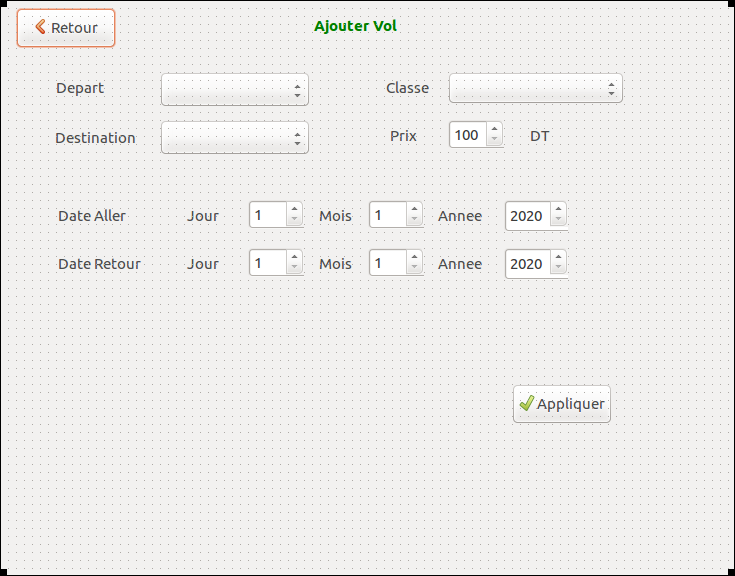 Retour
Ajouter Vol
Depart
Classe
Destination
Prix 100 DT
Date Aller Jour 1 Mois 1 Annee 2020
Date Retour Jour 1 Mois 1 Annee 2020
Appliquer